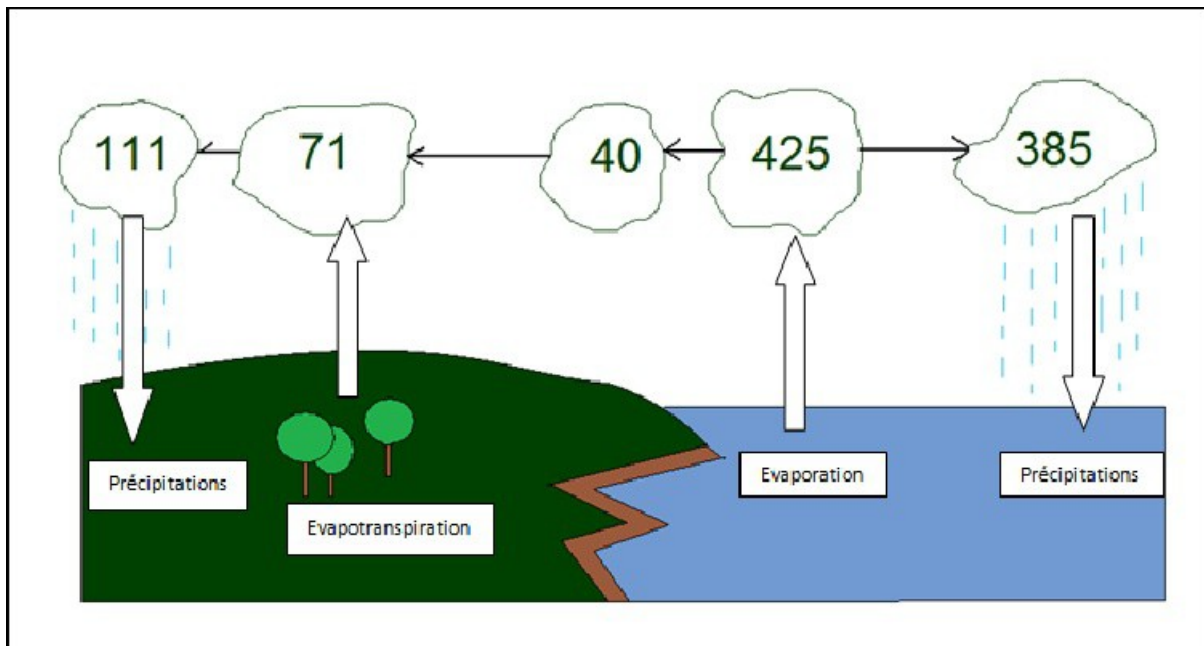 111
71
40
425
385
Précipitations
Evapotranspiration
Evaporation
Précipitations